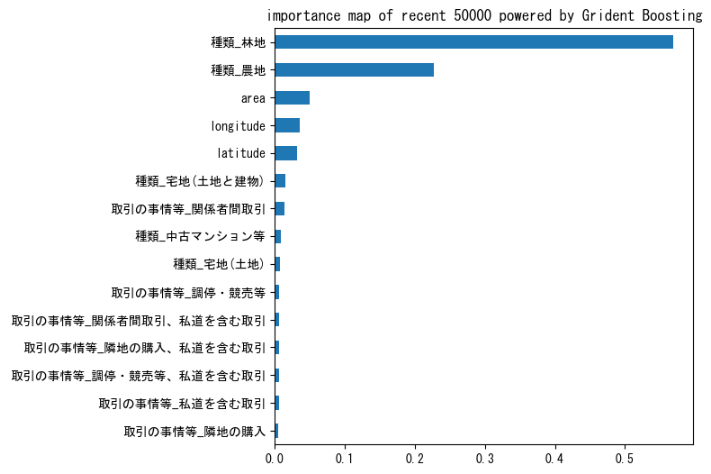 importance map of recent 50000 powered by Grident Boosting
種類_林地
種類_農地
area
longitude
latitude
種類_宅地(土地と建物)
取引の事情等_関係者間取引
種類_中古マンション等
種類_宅地(土地)
取引の事情等_調停・競売等
取引の事情等_関係者間取引、私道を含む取引
取引の事情等_隣地の購入、私道を含む取引
取引の事情等_調停・競売等、私道を含む取引
取引の事情等_私道を含む取引
取引の事情等_隣地の購入
0.0 0.1 0.2 0.3 0.4 0.5